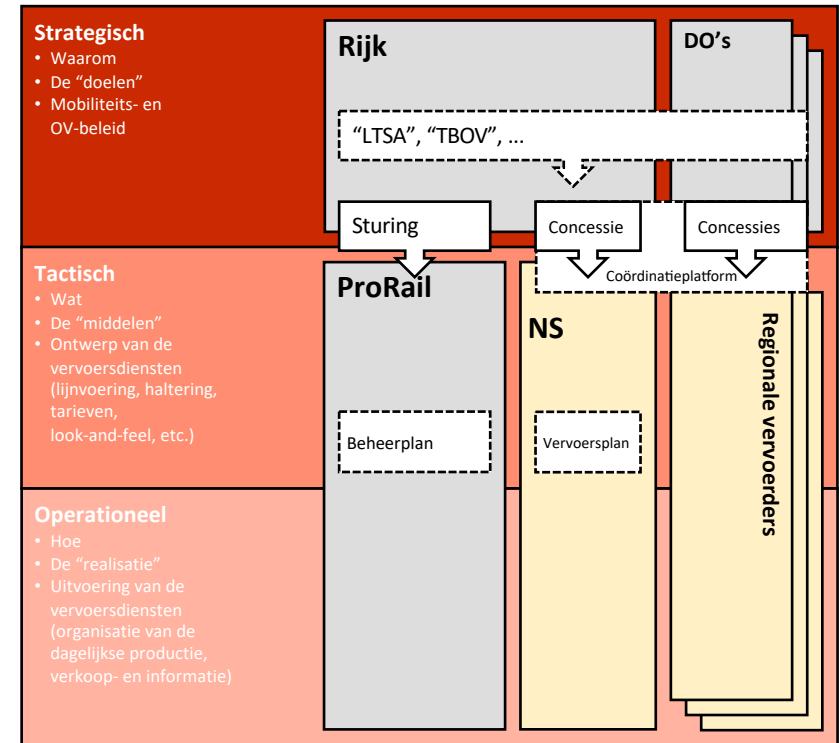 Strategisch
• Waarom
• De “doelen”
• Mobiliteits- en
OV-beleid
Rijk
DO’s
“LTSA”, “TBOV”, ...
Sturing
Concessie
Concessies
Coördinatieplatform
Tactisch
• Wat
• De “middelen”
• Ontwerp van de
vervoersdiensten
(lijnvoering, haltering,
tarieven,
look-and-feel, etc.)
ProRail
NS
Regionale vervoerders
Beheerplan
Vervoersplan
Operationeel
• Hoe
• De “realisatie”
• Uitvoering van de
vervoersdiensten
(organisatie van de
dagelijkse productie,
verkoop- en informatie)